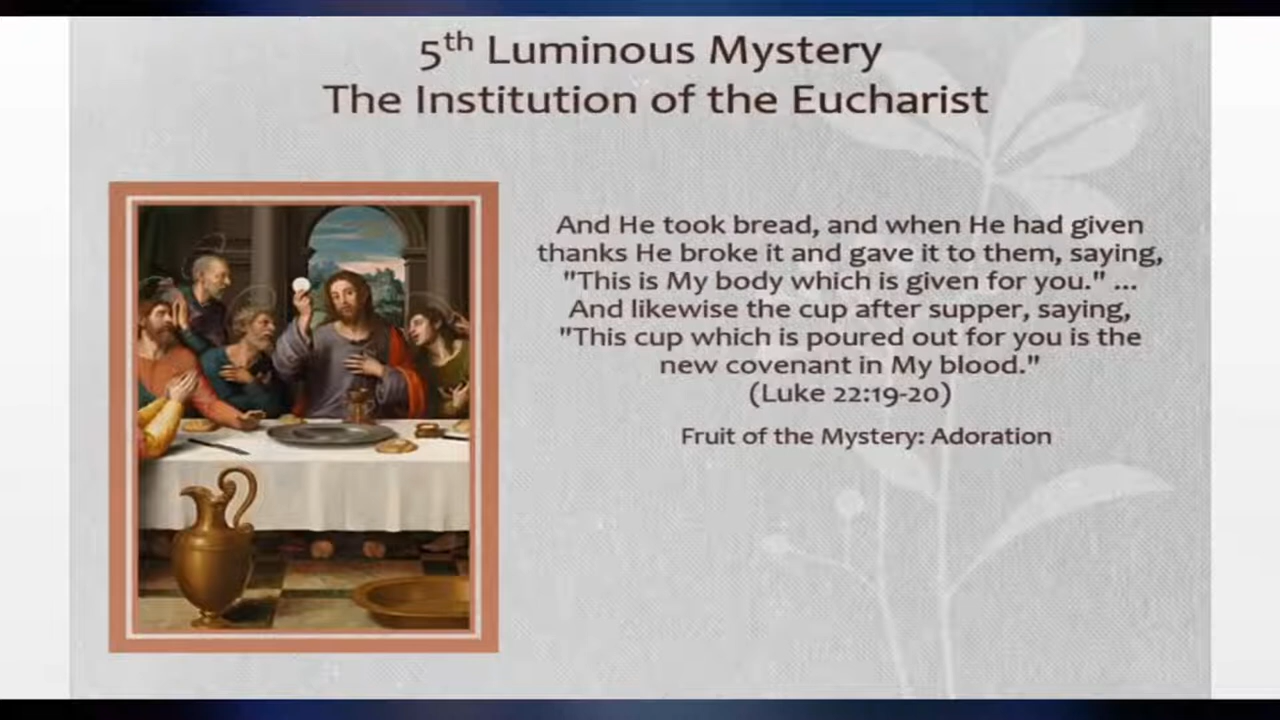 5th Luminous Mystery
The Institution of the Eucharist
And He took bread, and when He had given
thanks He broke it and gave it to them, saying,
"This is My body which is given for you." ...
And likewise the cup after supper, saying,
"This cup which is poured out for you is the
new covenant in My blood."
(Luke 22:19-20)
Fruit of the Mystery: Adoration